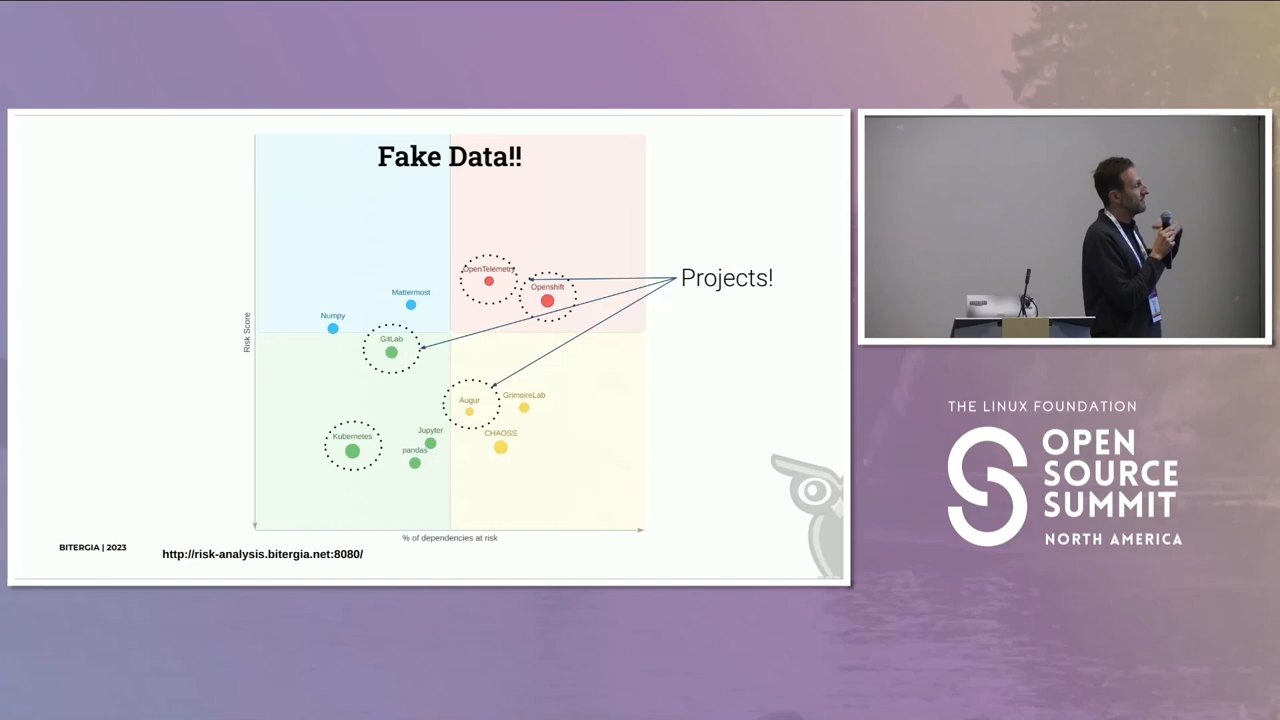 Fake Data!!
OpenTelemetry
Openshift
Projects!
Mattermost
Numpy
GitLab
Risk Score
Augur
GrimoireLab
Kubernetes
Jupyter
CHAOSS
pandas
% of dependencies at risk
BITERGIA | 2023
http://risk-analysis.bitergia.net:8080/
THE LINUX FOUNDATION
OPEN
SOURCE
SUMMIT
NORTH AMERICA